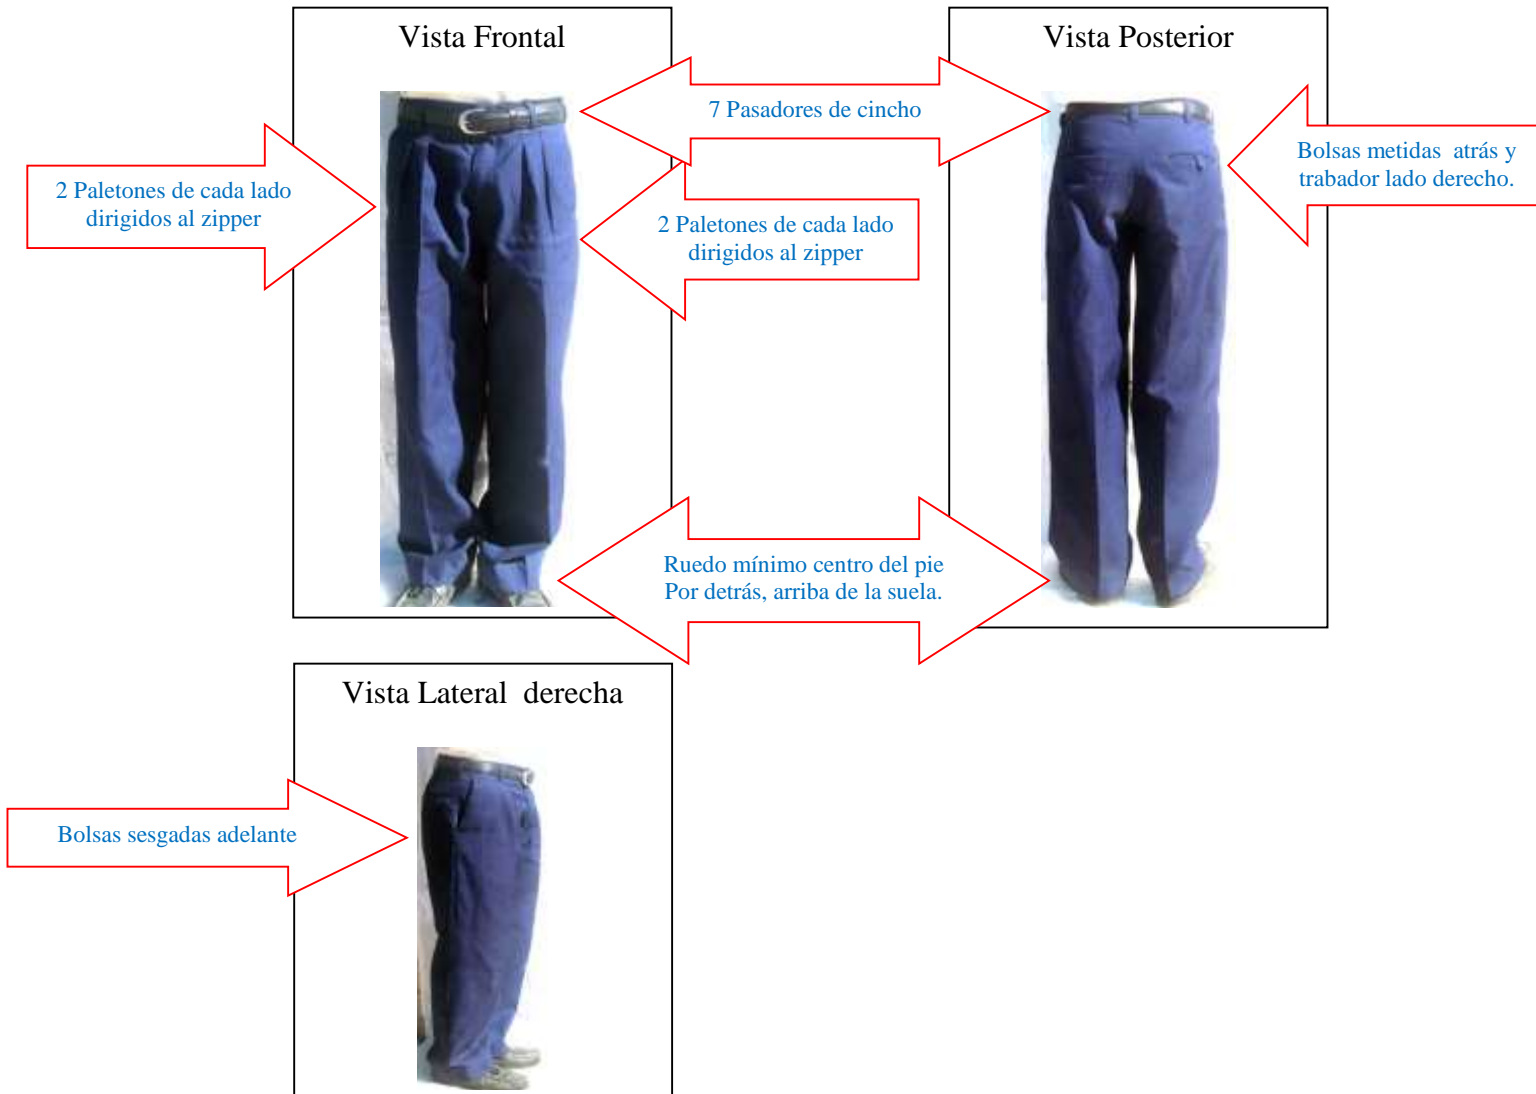 Vista Frontal
Vista Posterior
7 Pasadores de cincho
Bolsas metidas atrás y
trabador lado derecho.
2 Paletones de cada lado
dirigidos al zipper
2 Paletones de cada lado
dirigidos al zipper
Ruedo mínimo centro del pie
Por detrás, arriba de la suela.
Vista Lateral derecha
Bolsas sesgadas adelante